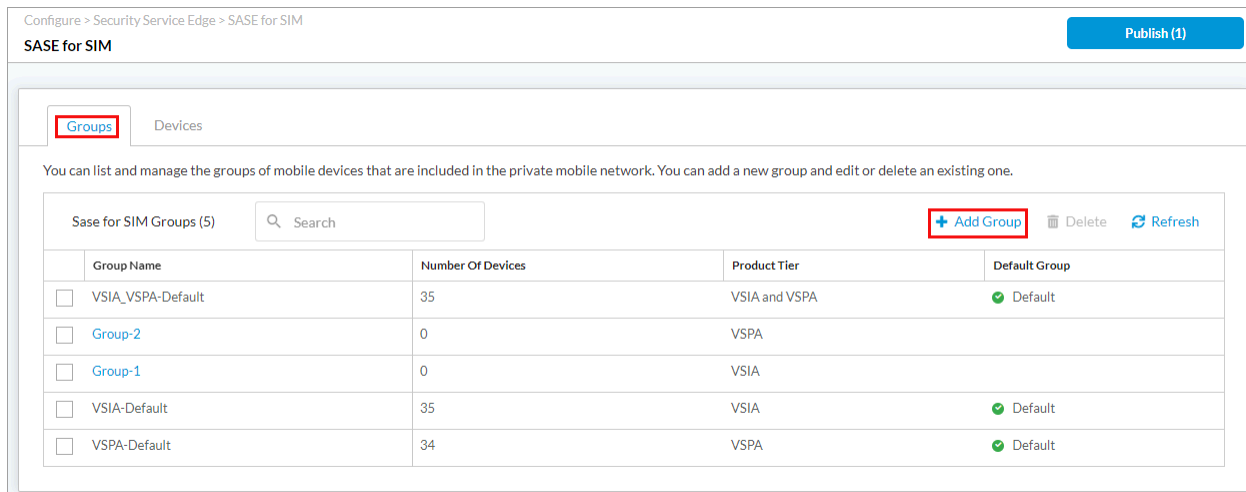 Configure > Security Service Edge > SASE for SIM
SASE for SIM
Publish (1)
Groups
Devices
You can list and manage the groups of mobile devices that are included in the private mobile network. You can add a new group and edit or delete an existing one.
Sase for SIM Groups (5)
Search
Add Group
Delete
Refresh
Group Name Number Of Devices Product Tier Default Group
VSIA_VSPA-Default 35 VSIA and VSPA Default
Group-2 0 VSPA
Group-1 0 VSIA
VSIA-Default 35 VSIA Default
VSPA-Default 34 VSPA Default